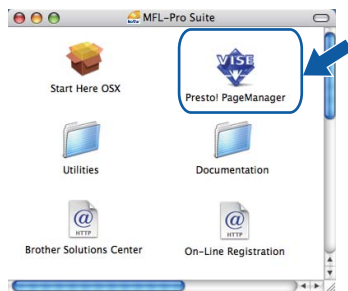 MFL-Pro Suite
VISE
Start Here OSX
Presto! PageManager
Utilities
Documentation
@
HTTP
@
HTTP
Brother Solutions Center
On-Line Registration